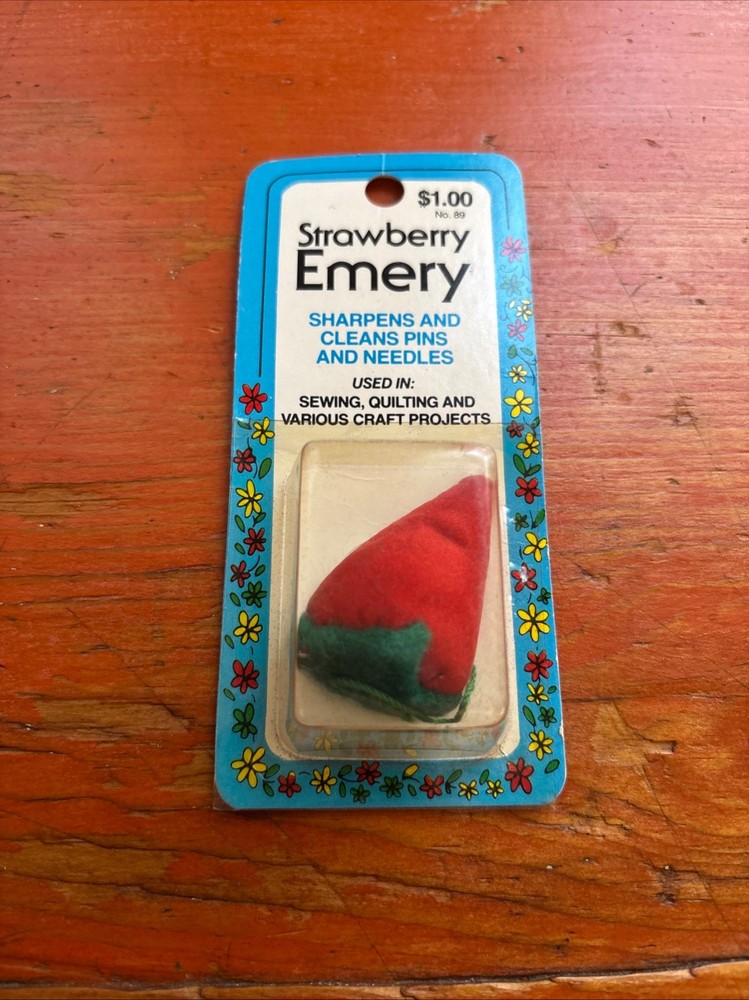 $1.00
No. 89
Strawberry
Emery
SHARPENS AND
CLEANS PINS
AND NEEDLES
USED IN:
SEWING, QUILTING AND
VARIOUS CRAFT PROJECTS